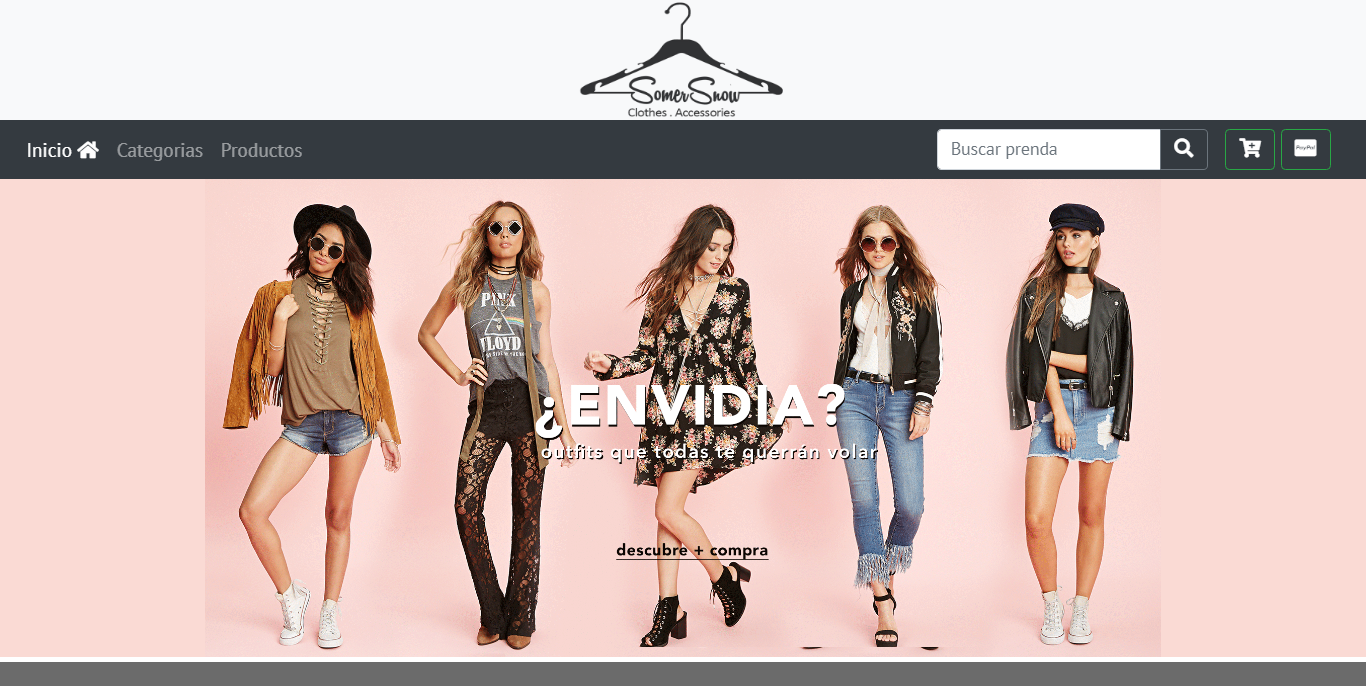 SomerSnow
Clothes . Accessories
Inicio Categorias Productos Buscar prenda PayPal
PINK
FLOYD
¿ENVIDIA?
outfits que todas te querrán volar
descubre + compra